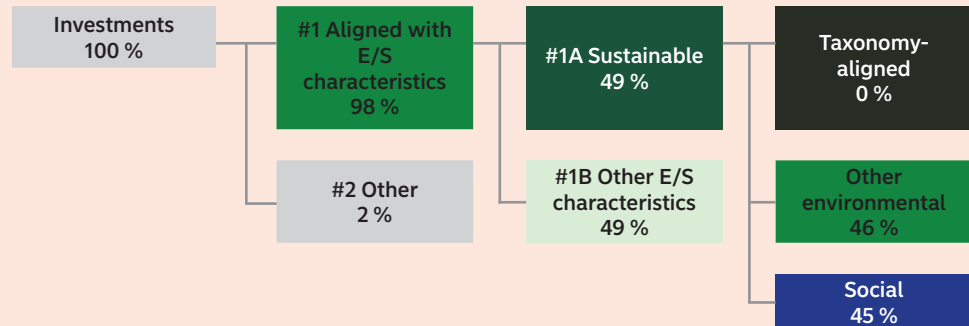 Investments
100 %
#1 Aligned with
E/S
characteristics
98 %
#2 Other
2 %
#1A Sustainable
49 %
#1B Other E/S
characteristics
49 %
Taxonomy-
aligned
0 %
Other
environmental
46 %
Social
45 %